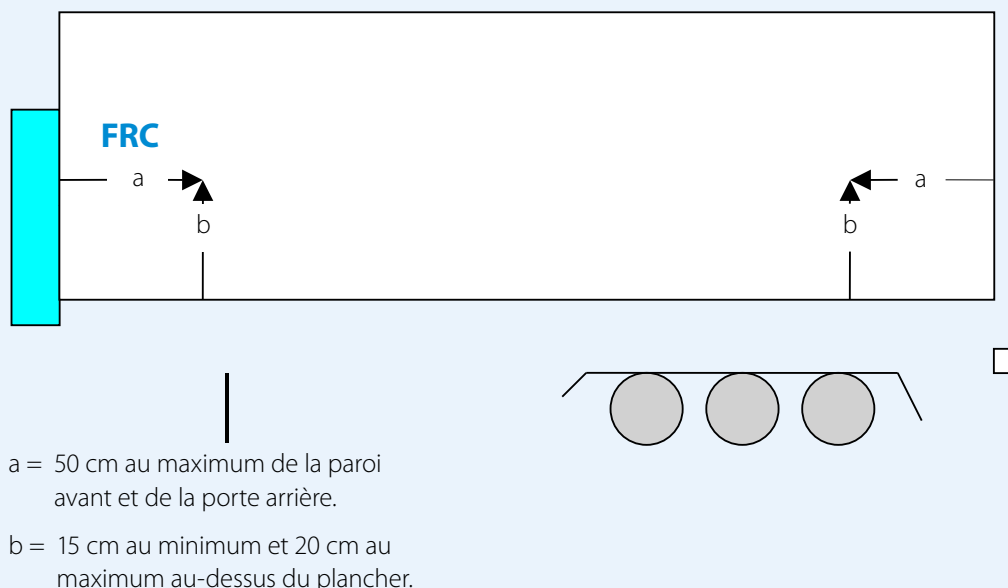 FRC
a
a
b
b
a = 50 cm au maximum de la paroi
avant et de la porte arrière.
b = 15 cm au minimum et 20 cm au
maximum au-dessus du plancher.